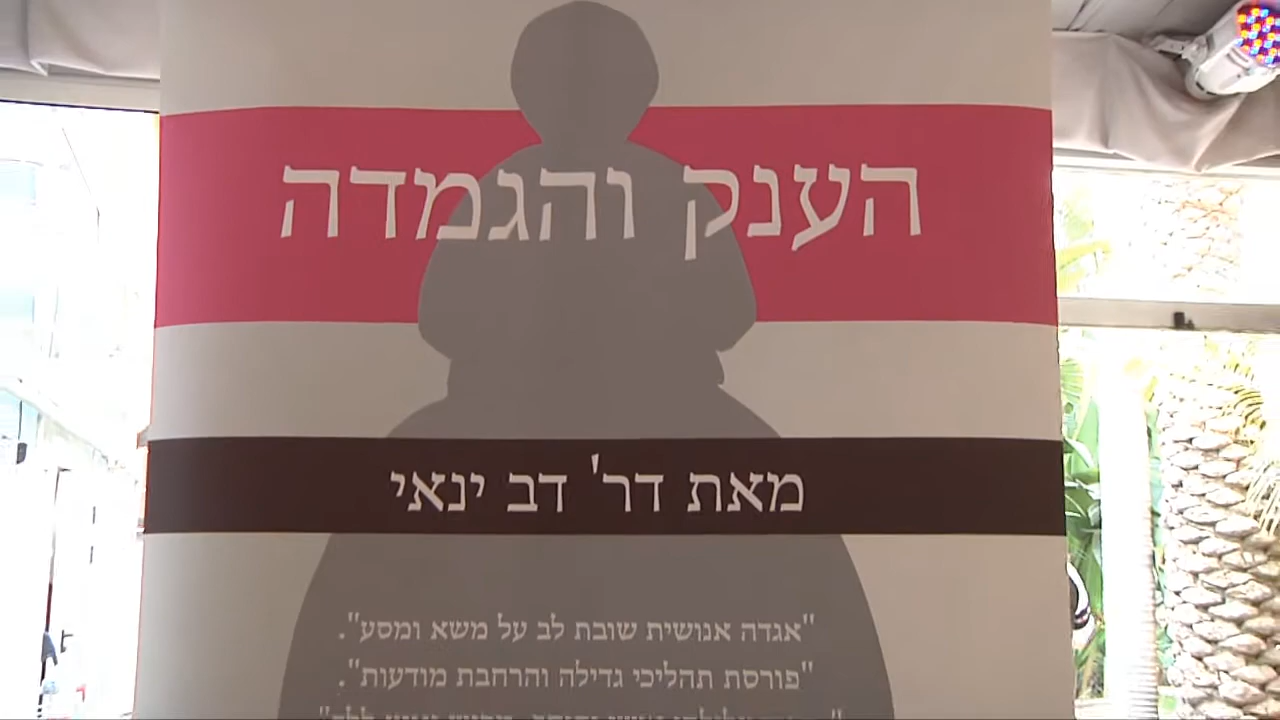 הענק והגמדה
מאת דר' דב ינאי
"אגדה אנושית שובת לב על משא ומסע".
"פורסת תהליכי גדילה והרחבת מודעות".